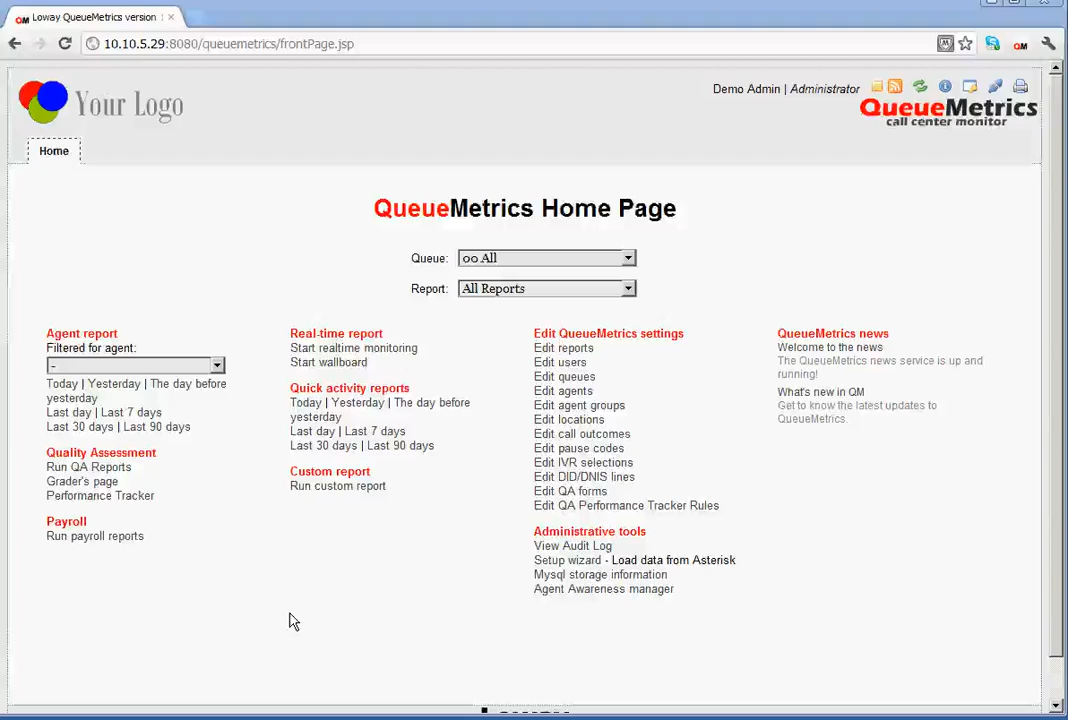 Loway QueueMetrics version
10.10.5.29:8080/queuemetrics/frontPage.jsp
Your Logo
Demo Admin | Administrator
QueueMetrics
call center monitor
Home
QueueMetrics Home Page
Queue: 00 All
Report: All Reports
Agent report
Filtered for agent:
-
Today | Yesterday | The day before
yesterday
Last day | Last 7 days
Last 30 days | Last 90 days
Quality Assessment
Run QA Reports
Grader's page
Performance Tracker
Payroll
Run payroll reports
Real-time report
Start realtime monitoring
Start wallboard
Quick activity reports
Today | Yesterday | The day before
yesterday
Last day | Last 7 days
Last 30 days | Last 90 days
Custom report
Run custom report
Edit QueueMetrics settings
Edit reports
Edit users
Edit queues
Edit agents
Edit agent groups
Edit locations
Edit call outcomes
Edit pause codes
Edit IVR selections
Edit DID/DNIS lines
Edit QA forms
Edit QA Performance Tracker Rules
Administrative tools
View Audit Log
Setup wizard - Load data from Asterisk
Mysql storage information
Agent Awareness manager
QueueMetrics news
Welcome to the news
The QueueMetrics news service is up and
running!
What's new in QM
Get to know the latest updates to
QueueMetrics.